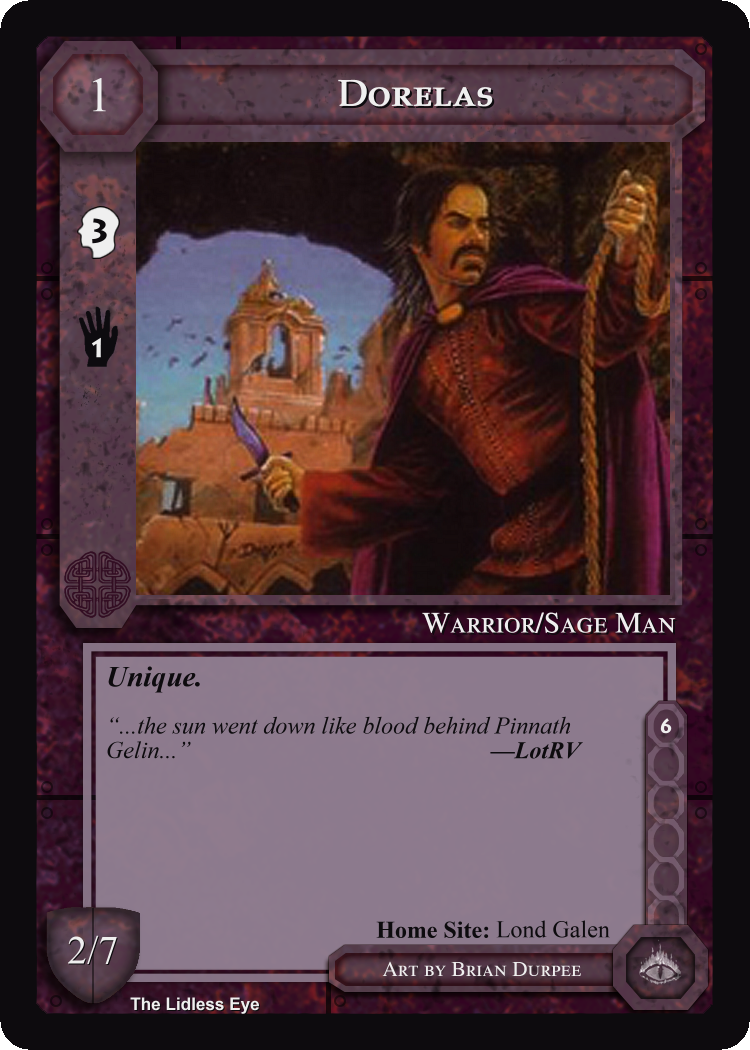 1
Dorelas
3
1
Warrior/Sage Man
Unique.
“...the sun went down like blood behind Pinnath
Gelin...” —LotRV
6
Home Site: Lond Galen
2/7
Art by Brian Durpee
The Lidless Eye